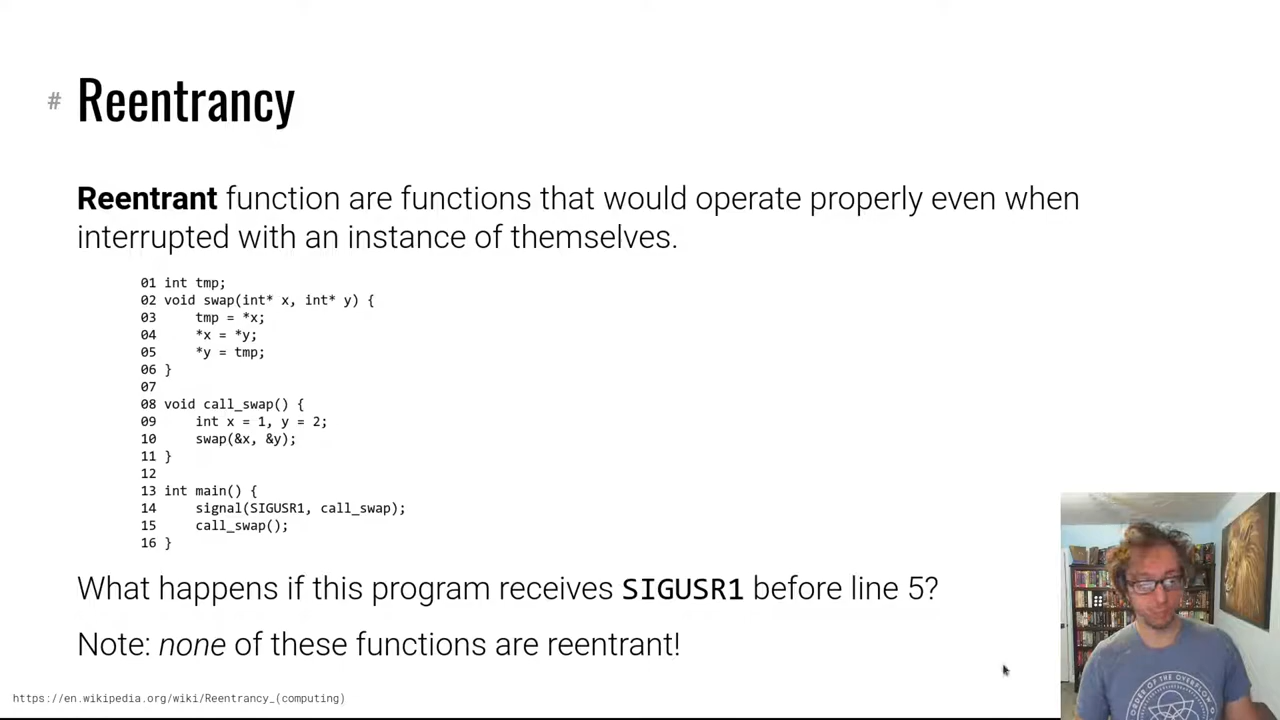 # Reentrancy
Reentrant function are functions that would operate properly even when
interrupted with an instance of themselves.
01 int tmp;
02 void swap(int* x, int* y) {
03     tmp = *x;
04     *x = *y;
05     *y = tmp;
06 }
07
08 void call_swap() {
09     int x = 1, y = 2;
10     swap(&x, &y);
11 }
12
13 int main() {
14     signal(SIGUSR1, call_swap);
15     call_swap();
16 }
What happens if this program receives SIGUSR1 before line 5?
Note: none of these functions are reentrant!
https://en.wikipedia.org/wiki/Reentrancy_(computing)
ORDER OF THE OVERFLOW